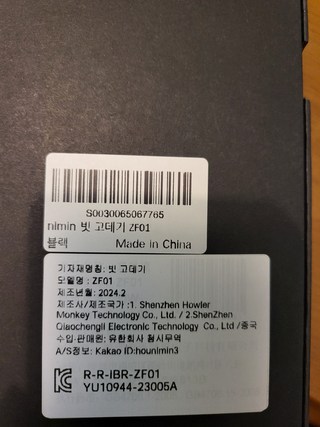 S0030065067765
nimin 빗 고데기 ZF01
블랙 Made in China
기자재명칭: 빗 고데기
모델명 : ZF01
제조년월: 2024.2
제조사/제조국가 :1. Shenzhen Howler
Monkey Technology Co., Ltd. / 2.ShenZhen
Qiaochengli Electronic Technology Co., Ltd /중국
수입·판매원: 유한회사 형시무역
A/S정보: Kakao ID:hounimin3
R-R-IBR-ZF01
YU10944-23005A